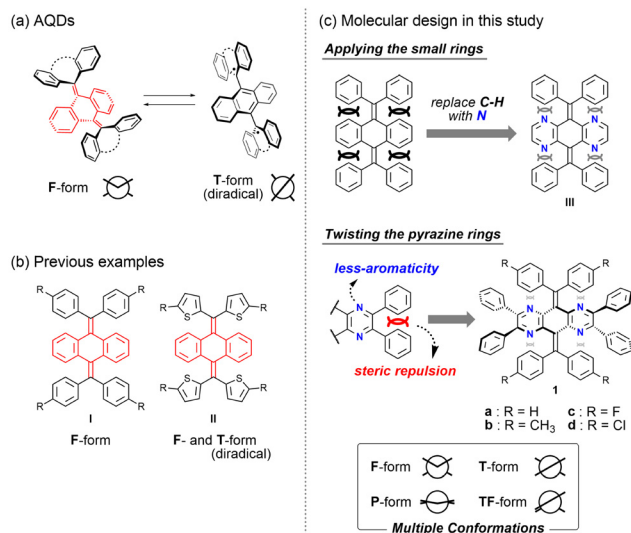 (a) AQDs
F-form
T-form
(diradical)
(b) Previous examples
R
R
R
R
I
F-form
R
S
S
R
R
S
S
R
II
F- and T-form
(diradical)
(c) Molecular design in this study
Applying the small rings
replace C-H
with N
N
N
N
N
III
Twisting the pyrazine rings
less-aromaticity
N
N
steric repulsion
R
R
N
N
N
N
R
R
1
a : R = H
c : R = F
b : R = CH3
d : R = Cl
F-form
T-form
P-form
TF-form
Multiple Conformations